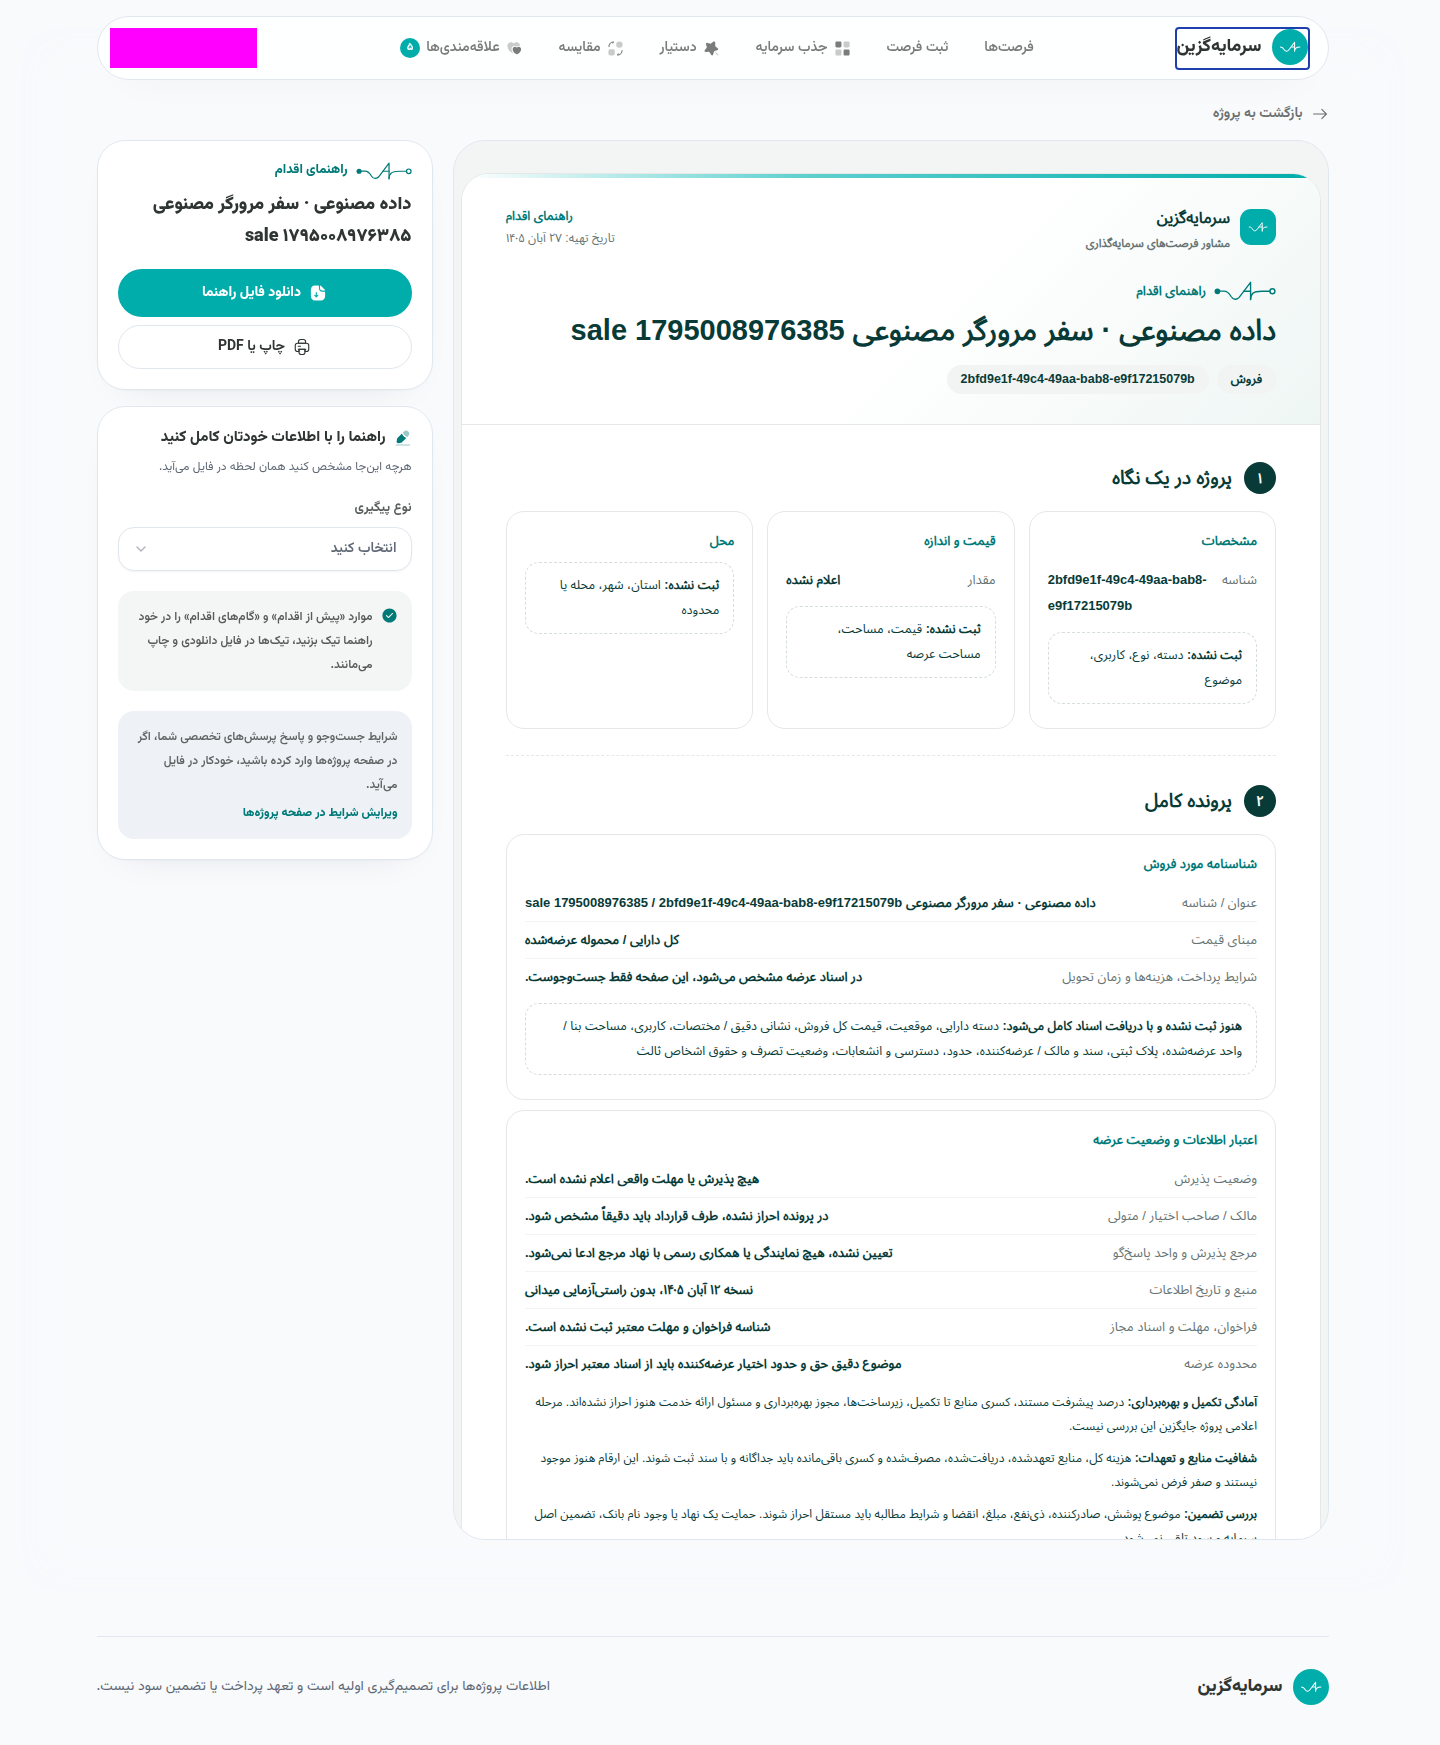 سرمایه‌گزین
فرصت‌ها
ثبت فرصت
جذب سرمایه
دستیار
مقایسه
علاقه‌مندی‌ها ۵
بازگشت به پروژه
سرمایه‌گزین
مشاور فرصت‌های سرمایه‌گذاری
راهنمای اقدام
تاریخ تهیه: ۲۷ آبان ۱۴۰۵
راهنمای اقدام
داده مصنوعی · سفر مرورگر مصنوعی sale 1795008976385
فروش
2bfd9e1f-49c4-49aa-bab8-e9f17215079b
۱
پروژه در یک نگاه
مشخصات
شناسه 2bfd9e1f-49c4-49aa-bab8-
e9f17215079b
ثبت نشده: دسته، نوع، کاربری،
موضوع
قیمت و اندازه
مقدار اعلام نشده
ثبت نشده: قیمت، مساحت،
مساحت عرصه
محل
ثبت نشده: استان، شهر، محله یا
محدوده
۲
پرونده کامل
شناسنامه مورد فروش
عنوان / شناسه داده مصنوعی · سفر مرورگر مصنوعی sale 1795008976385 / 2bfd9e1f-49c4-49aa-bab8-e9f17215079b
مبنای قیمت کل دارایی / محموله عرضه‌شده
شرایط پرداخت، هزینه‌ها و زمان تحویل در اسناد عرضه مشخص می‌شود، این صفحه فقط جست‌وجوست.
هنوز ثبت نشده و با دریافت اسناد کامل می‌شود: دسته دارایی، موقعیت، قیمت کل فروش، نشانی دقیق / مختصات، کاربری، مساحت بنا /
واحد عرضه‌شده، پلاک ثبتی، سند و مالک / عرضه‌کننده، حدود، دسترسی و انشعابات، وضعیت تصرف و حقوق اشخاص ثالث
اعتبار اطلاعات و وضعیت عرضه
وضعیت پذیرش هیچ پذیرش یا مهلت واقعی اعلام نشده است.
مالک / صاحب اختیار / متولی در پرونده احراز نشده، طرف قرارداد باید دقیقاً مشخص شود.
مرجع پذیرش و واحد پاسخ‌گو تعیین نشده، هیچ نمایندگی یا همکاری رسمی با نهاد مرجع ادعا نمی‌شود.
منبع و تاریخ اطلاعات نسخه ۱۲ آبان ۱۴۰۵، بدون راستی‌آزمایی میدانی
فراخوان، مهلت و اسناد مجاز شناسه فراخوان و مهلت معتبر ثبت نشده است.
محدوده عرضه موضوع دقیق حق و حدود اختیار عرضه‌کننده باید از اسناد معتبر احراز شود.
آمادگی تکمیل و بهره‌برداری: درصد پیشرفت مستند، کسری منابع تا تکمیل، زیرساخت‌ها، مجوز بهره‌برداری و مسئول ارائه خدمت هنوز احراز نشده‌اند. مرحله
اعلامی پروژه جایگزین این بررسی نیست.
شفافیت منابع و تعهدات: هزینه کل، منابع تعهدشده، دریافت‌شده، مصرف‌شده و کسری باقی‌مانده باید جداگانه و با سند ثبت شوند. این ارقام هنوز موجود
نیستند و صفر فرض نمی‌شوند.
بررسی تضمین: موضوع پوشش، صادرکننده، ذی‌نفع، مبلغ، انقضا و شرایط مطالبه باید مستقل احراز شوند. حمایت یک نهاد یا وجود نام بانک، تضمین اصل
راهنمای اقدام
داده مصنوعی · سفر مرورگر مصنوعی
sale ۱۷۹۵۰۰۸۹۷۶۳۸۵
دانلود فایل راهنما
چاپ یا PDF
راهنما را با اطلاعات خودتان کامل کنید
هرچه این‌جا مشخص کنید همان لحظه در فایل می‌آید.
نوع پیگیری
انتخاب کنید
موارد «پیش از اقدام» و «گام‌های اقدام» را در خود
راهنما تیک بزنید، تیک‌ها در فایل دانلودی و چاپ
می‌مانند.
شرایط جست‌وجو و پاسخ پرسش‌های تخصصی شما، اگر
در صفحه پروژه‌ها وارد کرده باشید، خودکار در فایل
می‌آید.
ویرایش شرایط در صفحه پروژه‌ها
سرمایه‌گزین
اطلاعات پروژه‌ها برای تصمیم‌گیری اولیه است و تعهد پرداخت یا تضمین سود نیست.